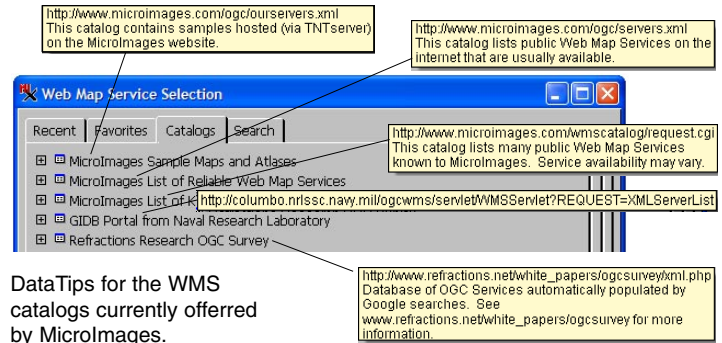 http://www.microimages.com/ogc/ourservers.xml
This catalog contains samples hosted (via TNTserver)
on the MicroImages website.
http://www.microimages.com/ogc/servers.xml
This catalog lists public Web Map Services on the
internet that are usually available.
Web Map Service Selection
Recent Favorites Catalogs Search
http://www.microimages.com/wmscatalog/request.cgi
This catalog lists many public Web Map Services
known to MicroImages. Service availability may vary.
MicroImages Sample Maps and Atlases
MicroImages List of Reliable Web Map Services
MicroImages List of K
http://columbo.nrlssc.navy.mil/ogcwms/servlet/WMSServlet?REQUEST=XMLServerList
GIDB Portal from Naval Research Laboratory
Refractions Research OGC Survey
http://www.refractions.net/white_papers/ogcsurvey/xml.php
Database of OGC Services automatically populated by
Google searches. See
www.refractions.net/white_papers/ogcsurvey for more
information.
DataTips for the WMS
catalogs currently offerred
by MicroImages.